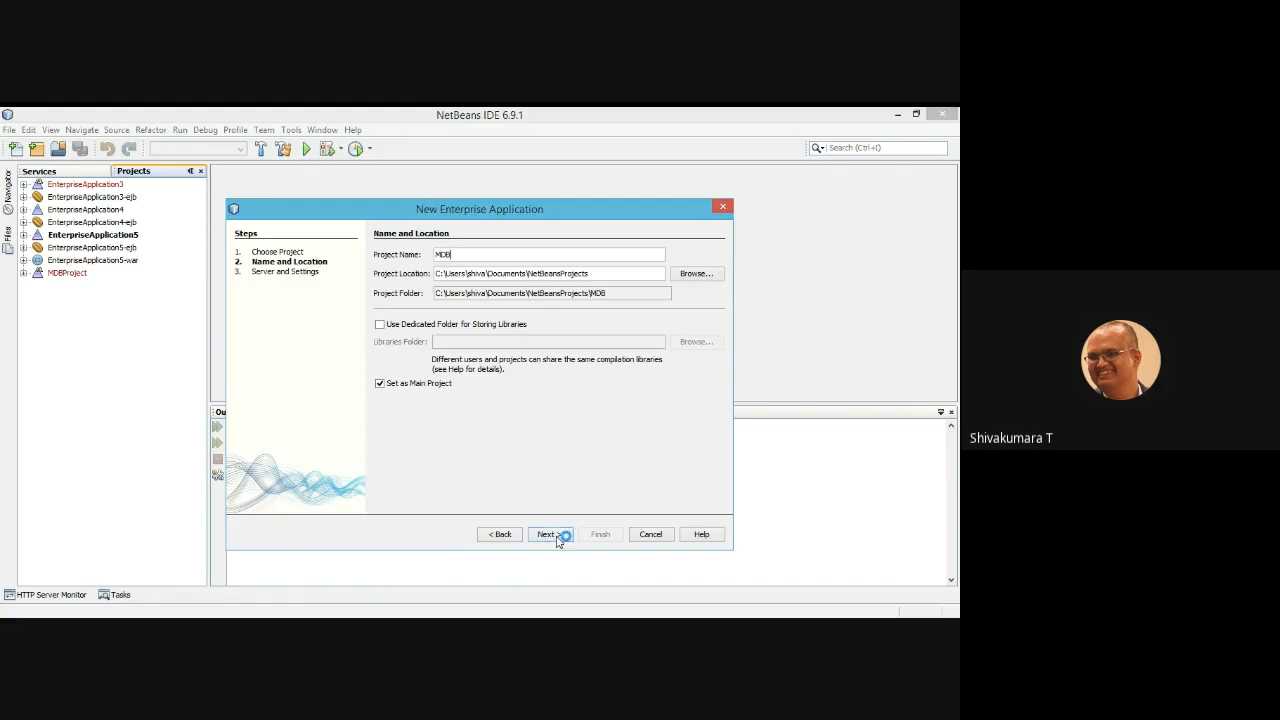 NetBeans IDE 6.9.1
File Edit View Navigate Source Refactor Run Debug Profile Team Tools Window Help
Search (Ctrl+I)
Services
Projects
Navigator
Files
EnterpriseApplication3
EnterpriseApplication3-ejb
EnterpriseApplication4
EnterpriseApplication4-ejb
EnterpriseApplication5
EnterpriseApplication5-ejb
EnterpriseApplication5-war
MDBProject
New Enterprise Application
Steps
1. Choose Project
2. Name and Location
3. Server and Settings
Name and Location
Project Name: MDB
Project Location: C:\Users\shiva\Documents\NetBeansProjects Browse...
Project Folder: C:\Users\shiva\Documents\NetBeansProjects\MDB
Use Dedicated Folder for Storing Libraries
Libraries Folder: Browse...
Different users and projects can share the same compilation libraries
(see Help for details).
Set as Main Project
Ou
< Back Next > Finish Cancel Help
HTTP Server Monitor Tasks
Shivakumara T